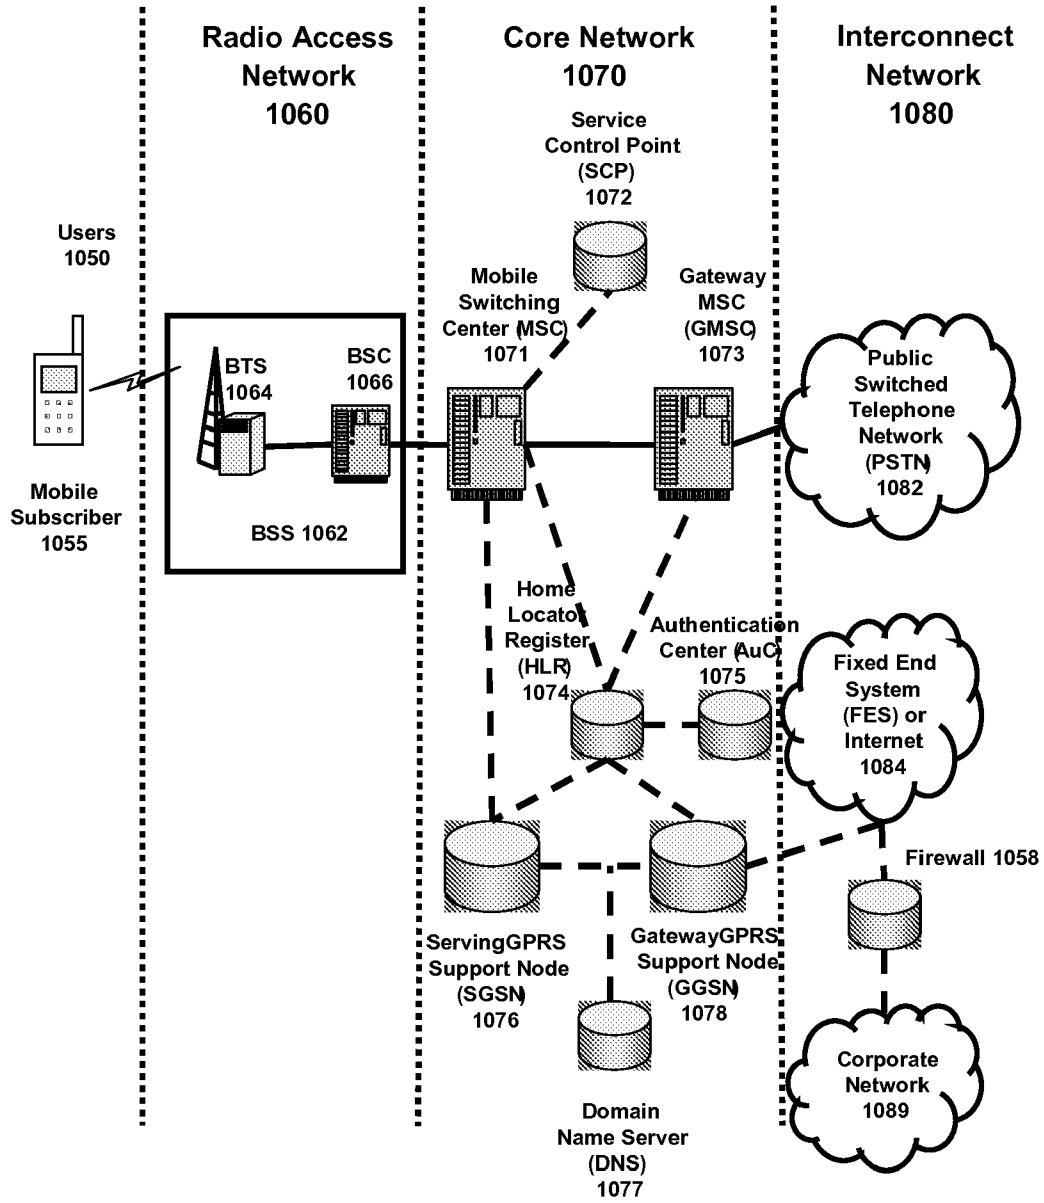 Radio Access
Network
1060
Core Network
1070
Interconnect
Network
1080
Service
Control Point
(SCP)
1072
Users
1050
Mobile
Switching
Center (MSC)
1071
Gateway
MSC
(GMSC)
1073
BTS
1064
BSC
1066
Public
Switched
Telephone
Network
(PSTN)
1082
Mobile
Subscriber
1055
BSS 1062
Home
Locator
Register
(HLR)
1074
Authentication
Center (AuC)
1075
Fixed End
System
(FES) or
Internet
1084
Firewall 1058
ServingGPRS
Support Node
(SGSN)
1076
GatewayGPRS
Support Node
(GGSN)
1078
Corporate
Network
1089
Domain
Name Server
(DNS)
1077